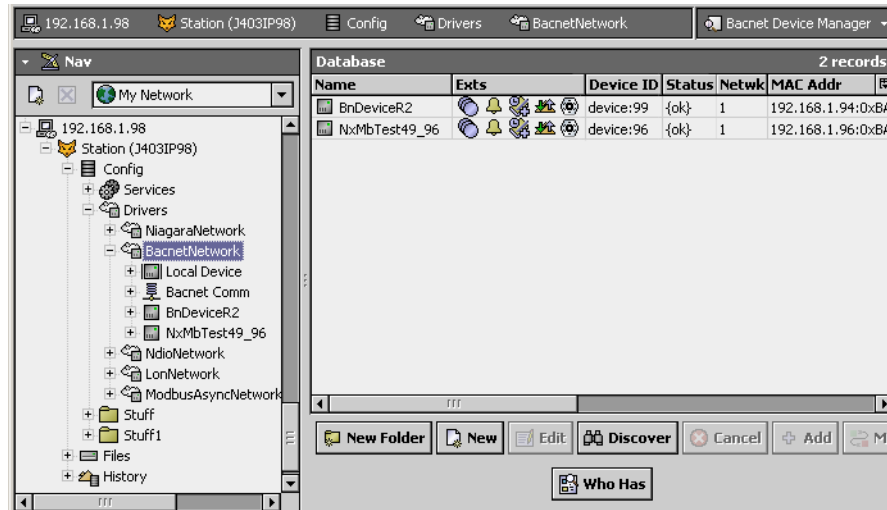 192.168.1.98 Station (J403IP98) Config Drivers BacnetNetwork Bacnet Device Manager
Nav
My Network
192.168.1.98
Station (J403IP98)
Config
Services
Drivers
NiagaraNetwork
BacnetNetwork
Local Device
Bacnet Comm
BnDeviceR2
NxMbTest49_96
NdioNetwork
LonNetwork
ModbusAsyncNetwork
Stuff
Stuff1
Files
History
Database 2 records
Name Exts Device ID Status Netwk MAC Addr
BnDeviceR2 device:99 {ok} 1 192.168.1.94:0xBA
NxMbTest49_96 device:96 {ok} 1 192.168.1.96:0xBA
New Folder New Edit Discover Cancel Add M
Who Has